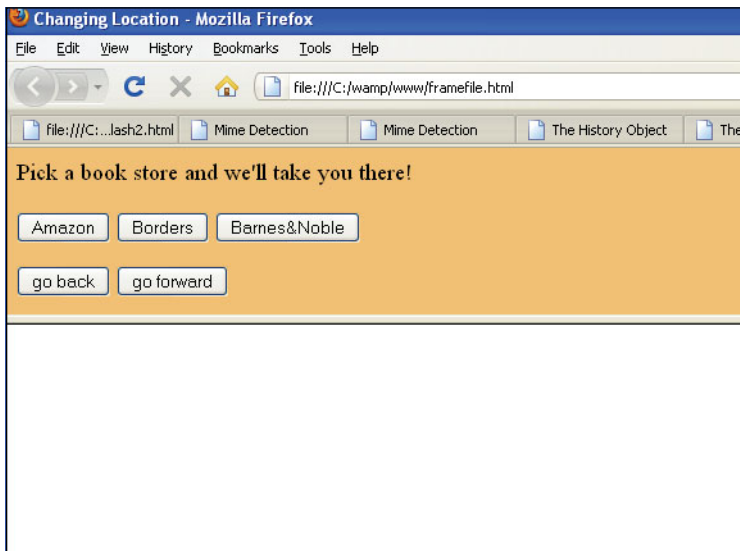 Changing Location - Mozilla Firefox
File Edit View History Bookmarks Tools Help
file:///C:/wamp/www/framefile.html
file:///C:...lash2.html Mime Detection Mime Detection The History Object The
Pick a book store and we'll take you there!
Amazon Borders Barnes&Noble
go back go forward